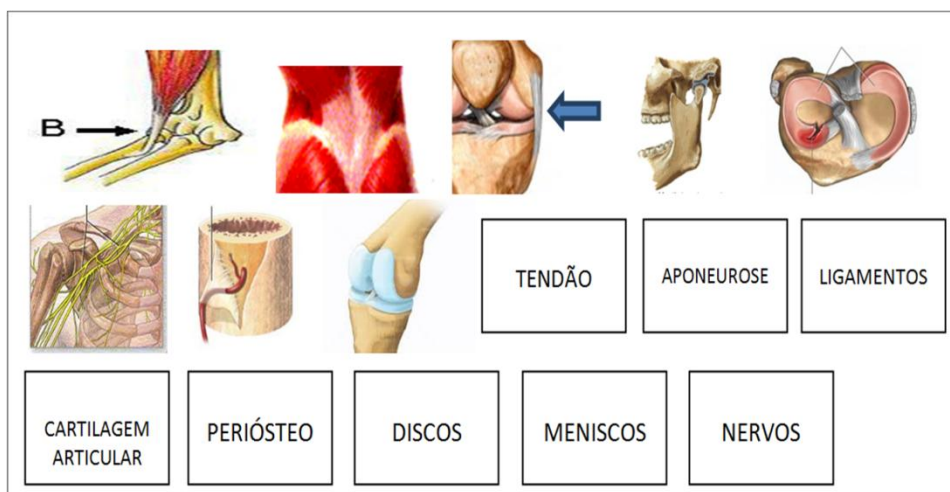 B
TENDÃO
APONEUROSE
LIGAMENTOS
CARTILAGEM
ARTICULAR
PERIÓSTEO
DISCOS
MENISCOS
NERVOS